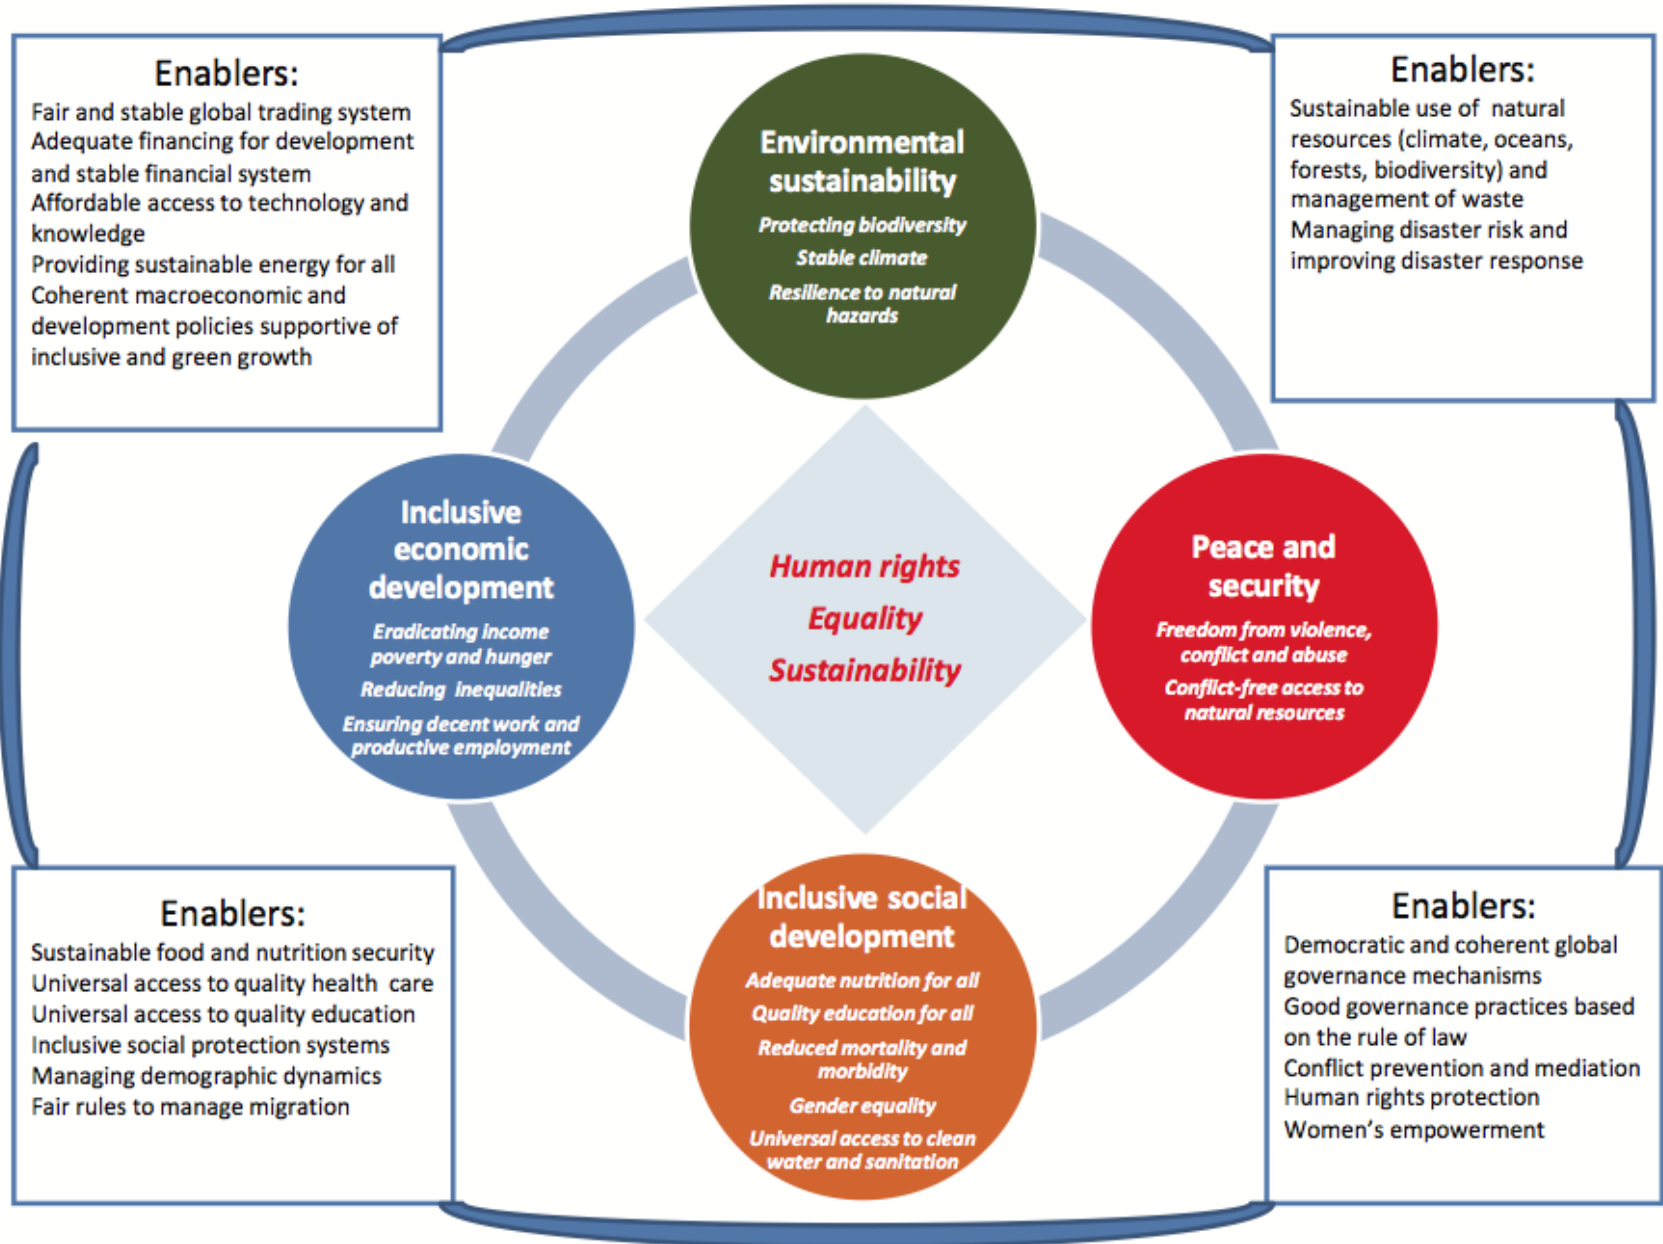 Enablers:
Fair and stable global trading system
Adequate financing for development
and stable financial system
Affordable access to technology and
knowledge
Providing sustainable energy for all
Coherent macroeconomic and
development policies supportive of
inclusive and green growth
Environmental
sustainability
Protecting biodiversity
Stable climate
Resilience to natural
hazards
Enablers:
Sustainable use of natural
resources (climate, oceans,
forests, biodiversity) and
management of waste
Managing disaster risk and
improving disaster response
Inclusive
economic
development
Eradicating income
poverty and hunger
Reducing inequalities
Ensuring decent work and
productive employment
Human rights
Equality
Sustainability
Peace and
security
Freedom from violence,
conflict and abuse
Conflict-free access to
natural resources
Enablers:
Sustainable food and nutrition security
Universal access to quality health care
Universal access to quality education
Inclusive social protection systems
Managing demographic dynamics
Fair rules to manage migration
Inclusive social
development
Adequate nutrition for all
Quality education for all
Reduced mortality and
morbidity
Gender equality
Universal access to clean
water and sanitation
Enablers:
Democratic and coherent global
governance mechanisms
Good governance practices based
on the rule of law
Conflict prevention and mediation
Human rights protection
Women’s empowerment